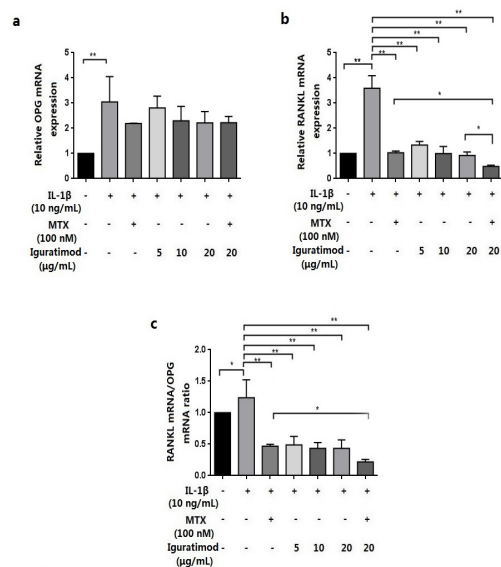 a
Relative OPG mRNA
expression
5
4
3
2
1
0
**
IL-1β - + + + + + +
(10 ng/mL)
MTX - - + - - - +
(100 nM)
Iguratimod - - - 5 10 20 20
(μg/mL)
b
Relative RANKL mRNA
expression
5
4
3
2
1
0
**
**
**
**
**
**
*
*
IL-1β - + + + + + +
(10 ng/mL)
MTX - - + - - - +
(100 nM)
Iguratimod - - - 5 10 20 20
(μg/mL)
c
RANKL mRNA/OPG
mRNA ratio
2.0
1.5
1.0
0.5
0.0
**
**
**
**
**
*
*
IL-1β - + + + + + +
(10 ng/mL)
MTX - - + - - - +
(100 nM)
Iguratimod - - - 5 10 20 20
(μg/mL)